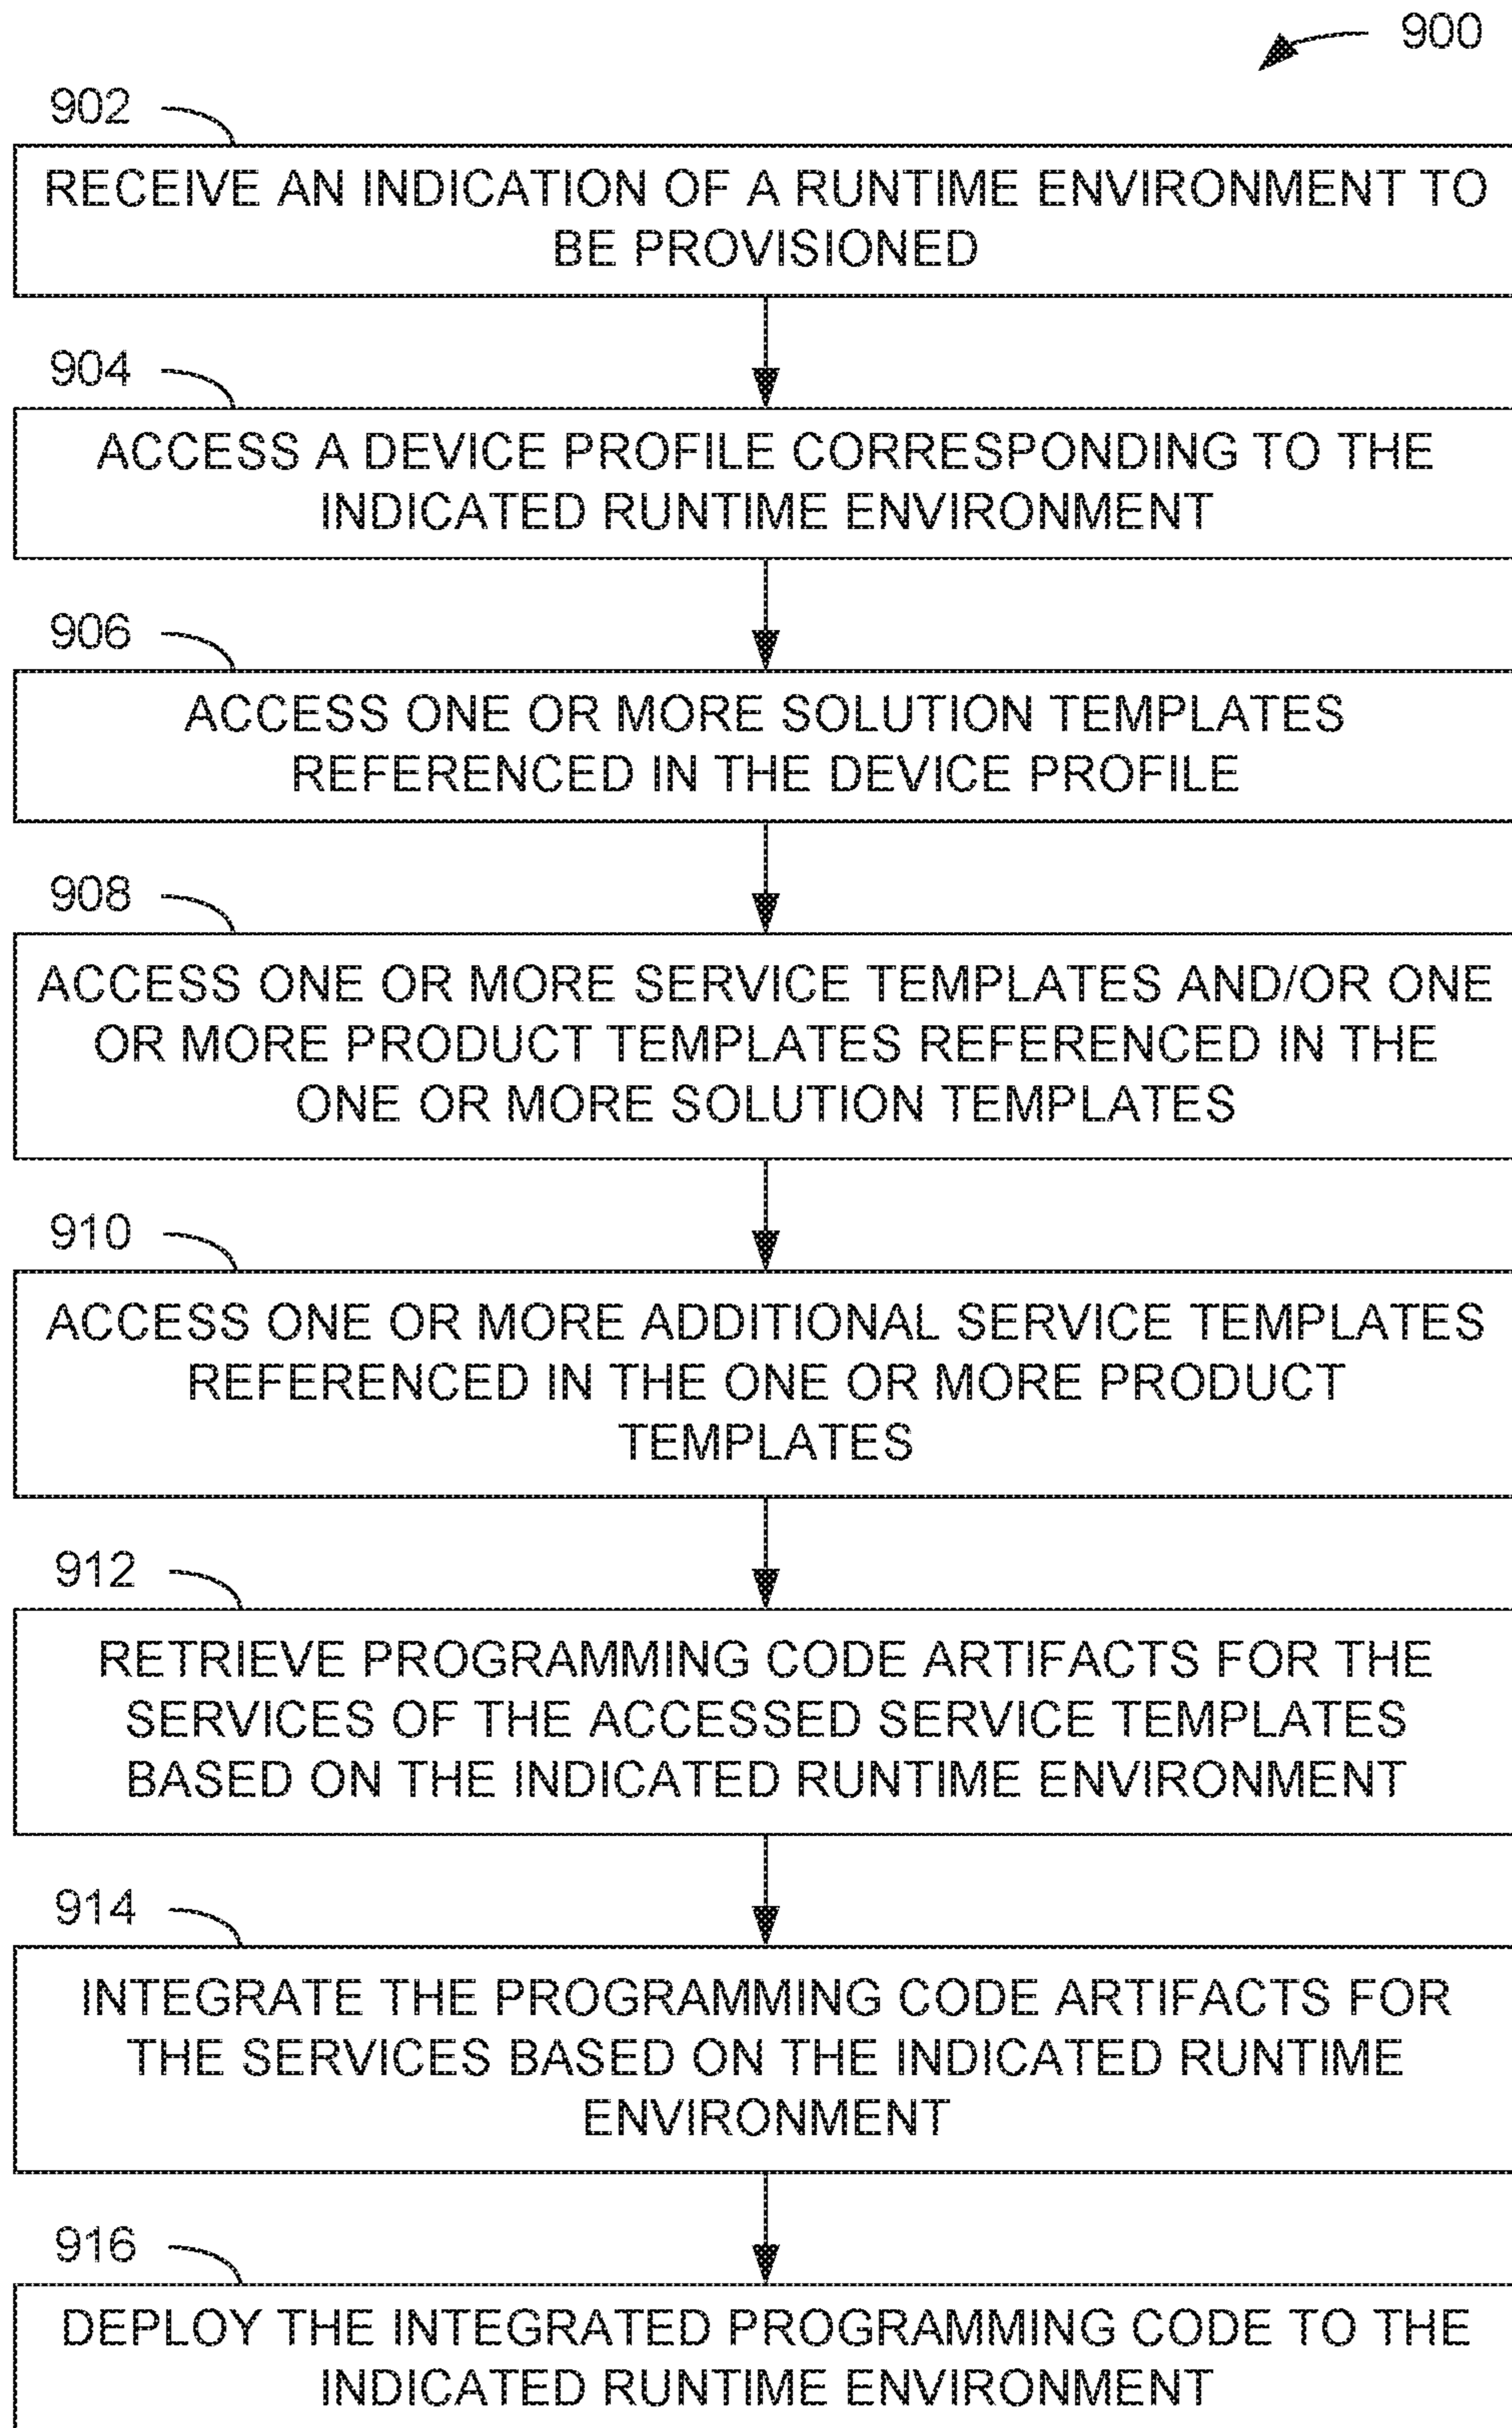 900
902
RECEIVE AN INDICATION OF A RUNTIME ENVIRONMENT TO
BE PROVISIONED
904
ACCESS A DEVICE PROFILE CORRESPONDING TO THE
INDICATED RUNTIME ENVIRONMENT
906
ACCESS ONE OR MORE SOLUTION TEMPLATES
REFERENCED IN THE DEVICE PROFILE
908
ACCESS ONE OR MORE SERVICE TEMPLATES AND/OR ONE
OR MORE PRODUCT TEMPLATES REFERENCED IN THE
ONE OR MORE SOLUTION TEMPLATES
910
ACCESS ONE OR MORE ADDITIONAL SERVICE TEMPLATES
REFERENCED IN THE ONE OR MORE PRODUCT
TEMPLATES
912
RETRIEVE PROGRAMMING CODE ARTIFACTS FOR THE
SERVICES OF THE ACCESSED SERVICE TEMPLATES
BASED ON THE INDICATED RUNTIME ENVIRONMENT
914
INTEGRATE THE PROGRAMMING CODE ARTIFACTS FOR
THE SERVICES BASED ON THE INDICATED RUNTIME
ENVIRONMENT
916
DEPLOY THE INTEGRATED PROGRAMMING CODE TO THE
INDICATED RUNTIME ENVIRONMENT